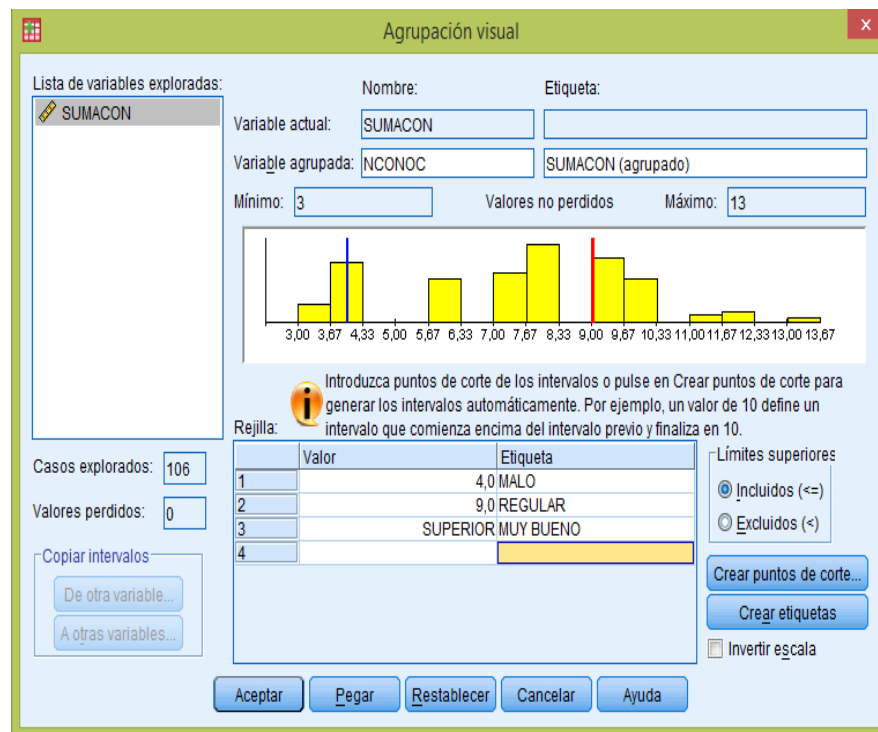 Agrupación visual
x
Lista de variables exploradas:
SUMACON
Nombre:
Etiqueta:
Variable actual:
SUMACON
Variable agrupada:
NCONOC
SUMACON (agrupado)
Mínimo:
3
Valores no perdidos
Máximo:
13
3,00 3,67 4,33 5,00 5,67 6,33 7,00 7,67 8,33 9,00 9,67 10,33 11,00 11,67 12,33 13,00 13,67
Introduzca puntos de corte de los intervalos o pulse en Crear puntos de corte para
generar los intervalos automáticamente. Por ejemplo, un valor de 10 define un
intervalo que comienza encima del intervalo previo y finaliza en 10.
Rejilla:
Valor Etiqueta
1 4,0 MALO
2 9,0 REGULAR
3 SUPERIOR MUY BUENO
4
Límites superiores
Incluidos (<=)
Excluidos (<)
Casos explorados: 106
Valores perdidos: 0
Copiar intervalos
De otra variable...
A otras variables...
Crear puntos de corte...
Crear etiquetas
Invertir escala
Aceptar Pegar Restablecer Cancelar Ayuda